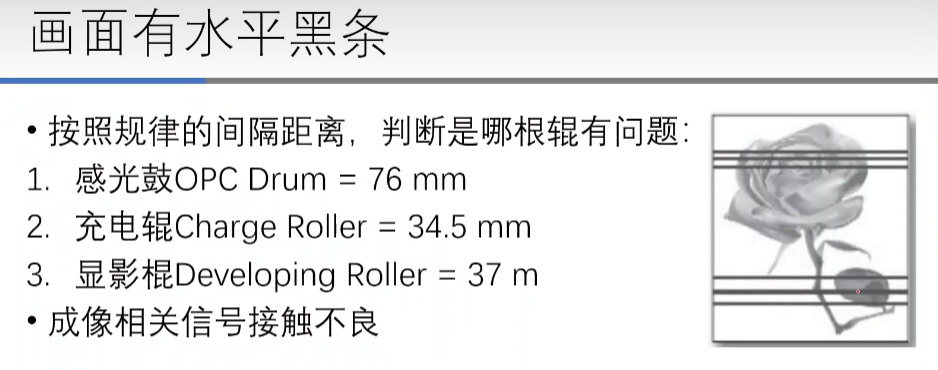 画面有水平黑条
• 按照规律的间隔距离，判断是哪根辊有问题：
1. 感光鼓OPC Drum = 76 mm
2. 充电辊Charge Roller = 34.5 mm
3. 显影棍Developing Roller = 37 m
• 成像相关信号接触不良